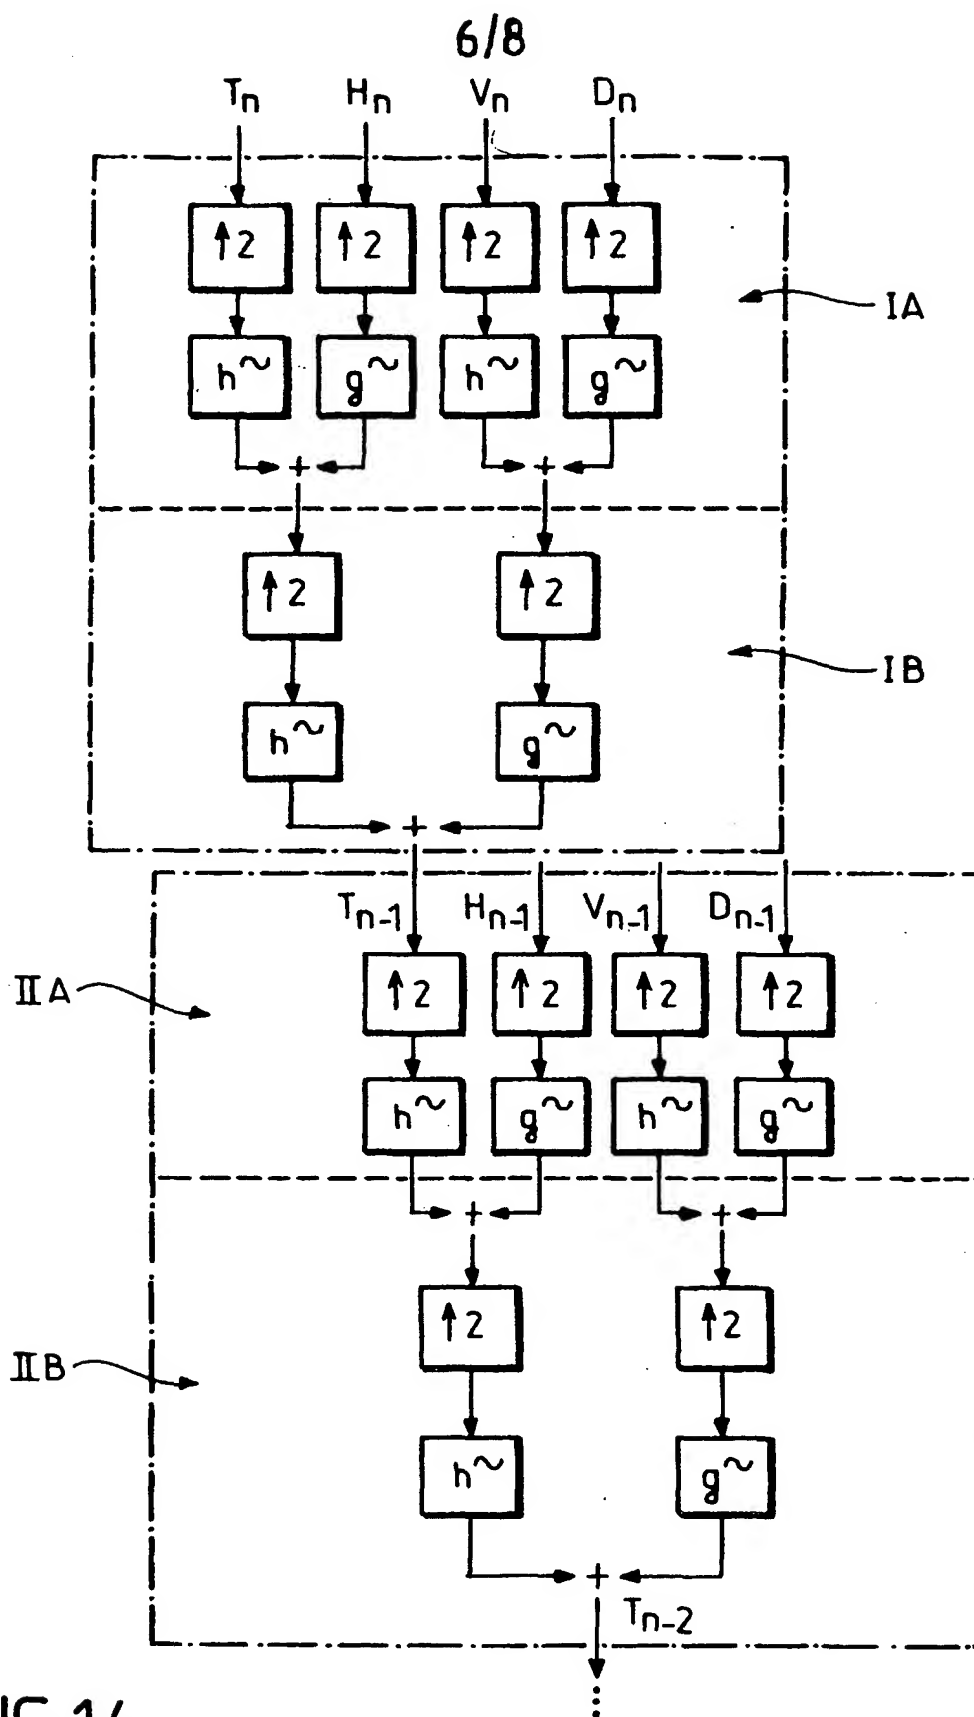 6/8
Tn Hn Vn Dn
↑2 ↑2 ↑2 ↑2
IA
h~ g~ h~ g~
+ +
↑2 ↑2
IB
h~ g~
+
Tn-1 Hn-1 Vn-1 Dn-1
IIA
↑2 ↑2 ↑2 ↑2
h~ g~ h~ g~
+ +
↑2 ↑2
IIB
h~ g~
+
Tn-2